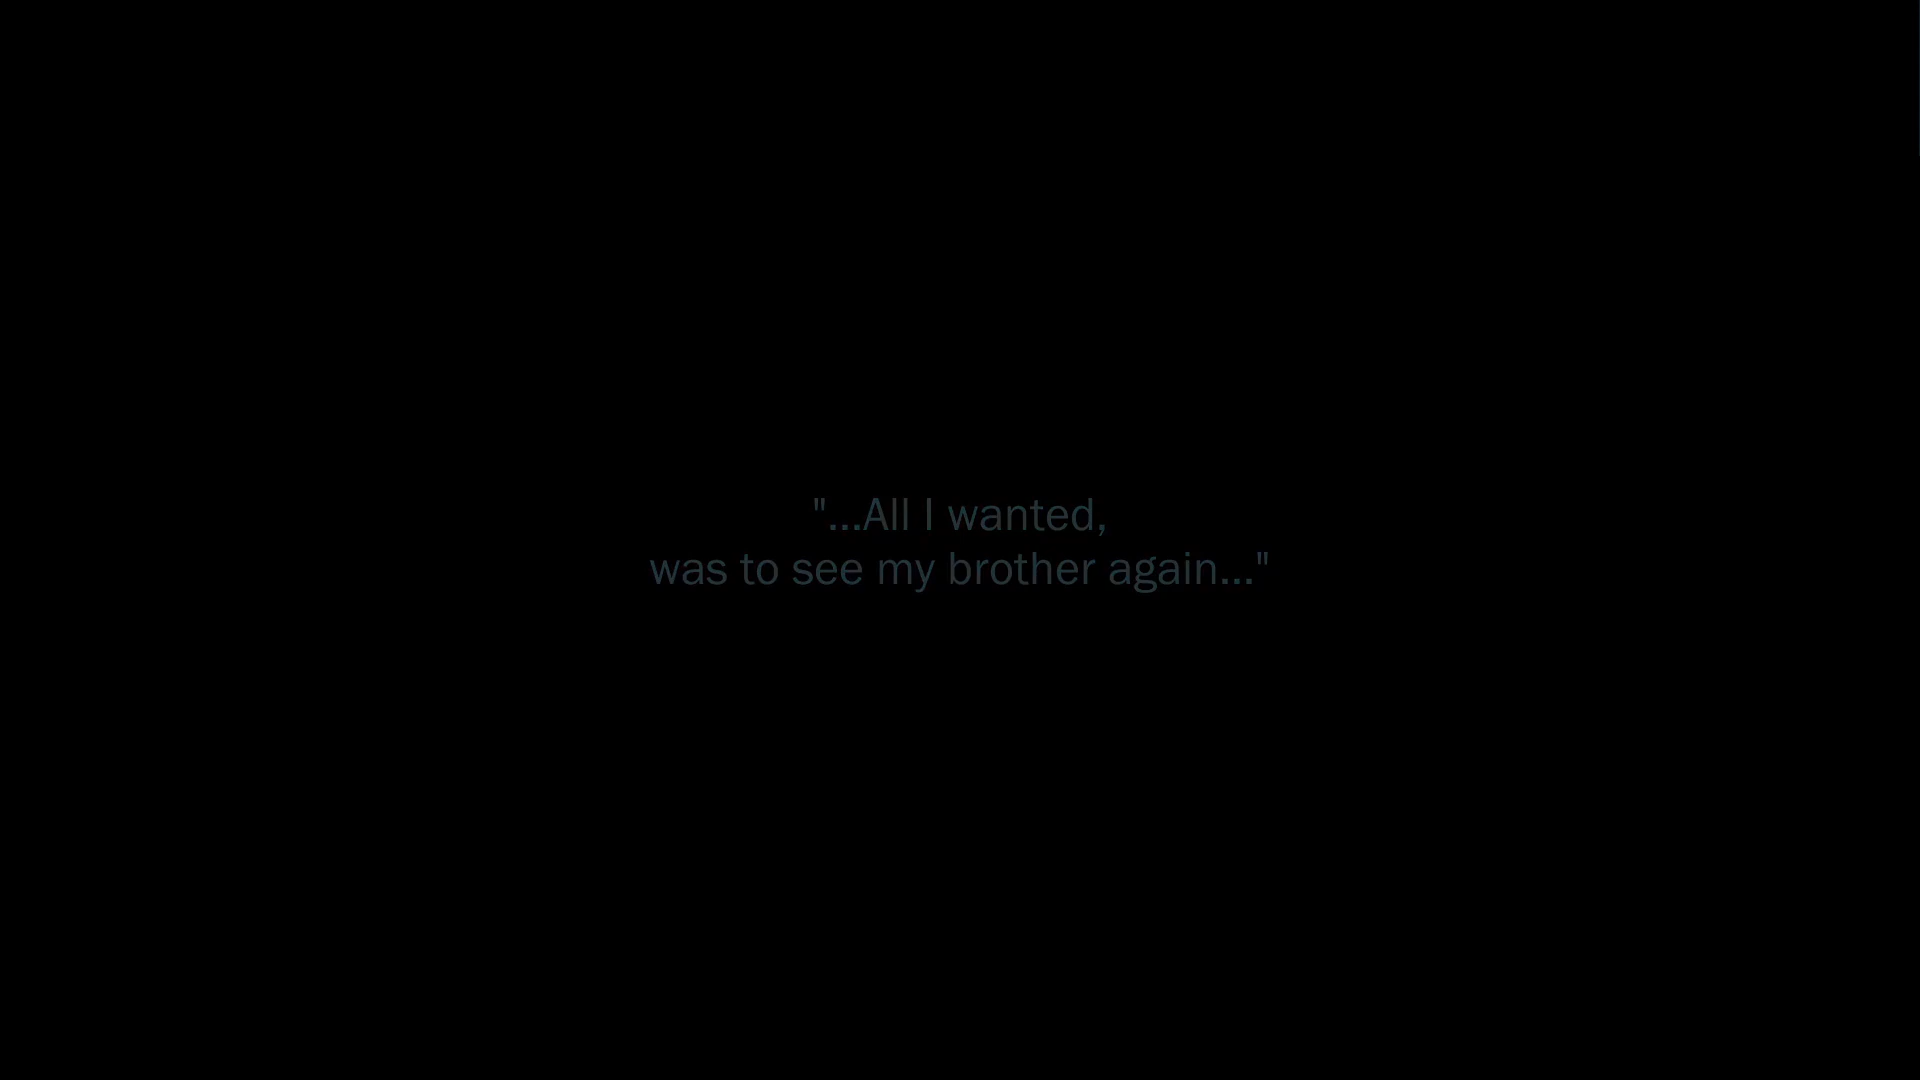 "...All I wanted,
was to see my brother again..."